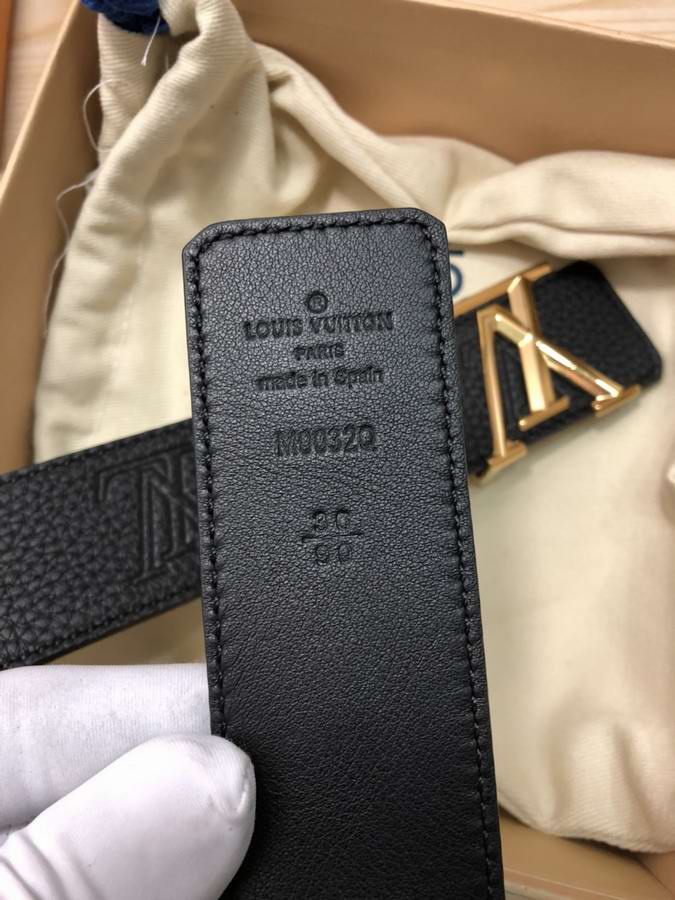 ®
LOUIS VUITTON
PARIS
made in Spain
M0032Q
36
90